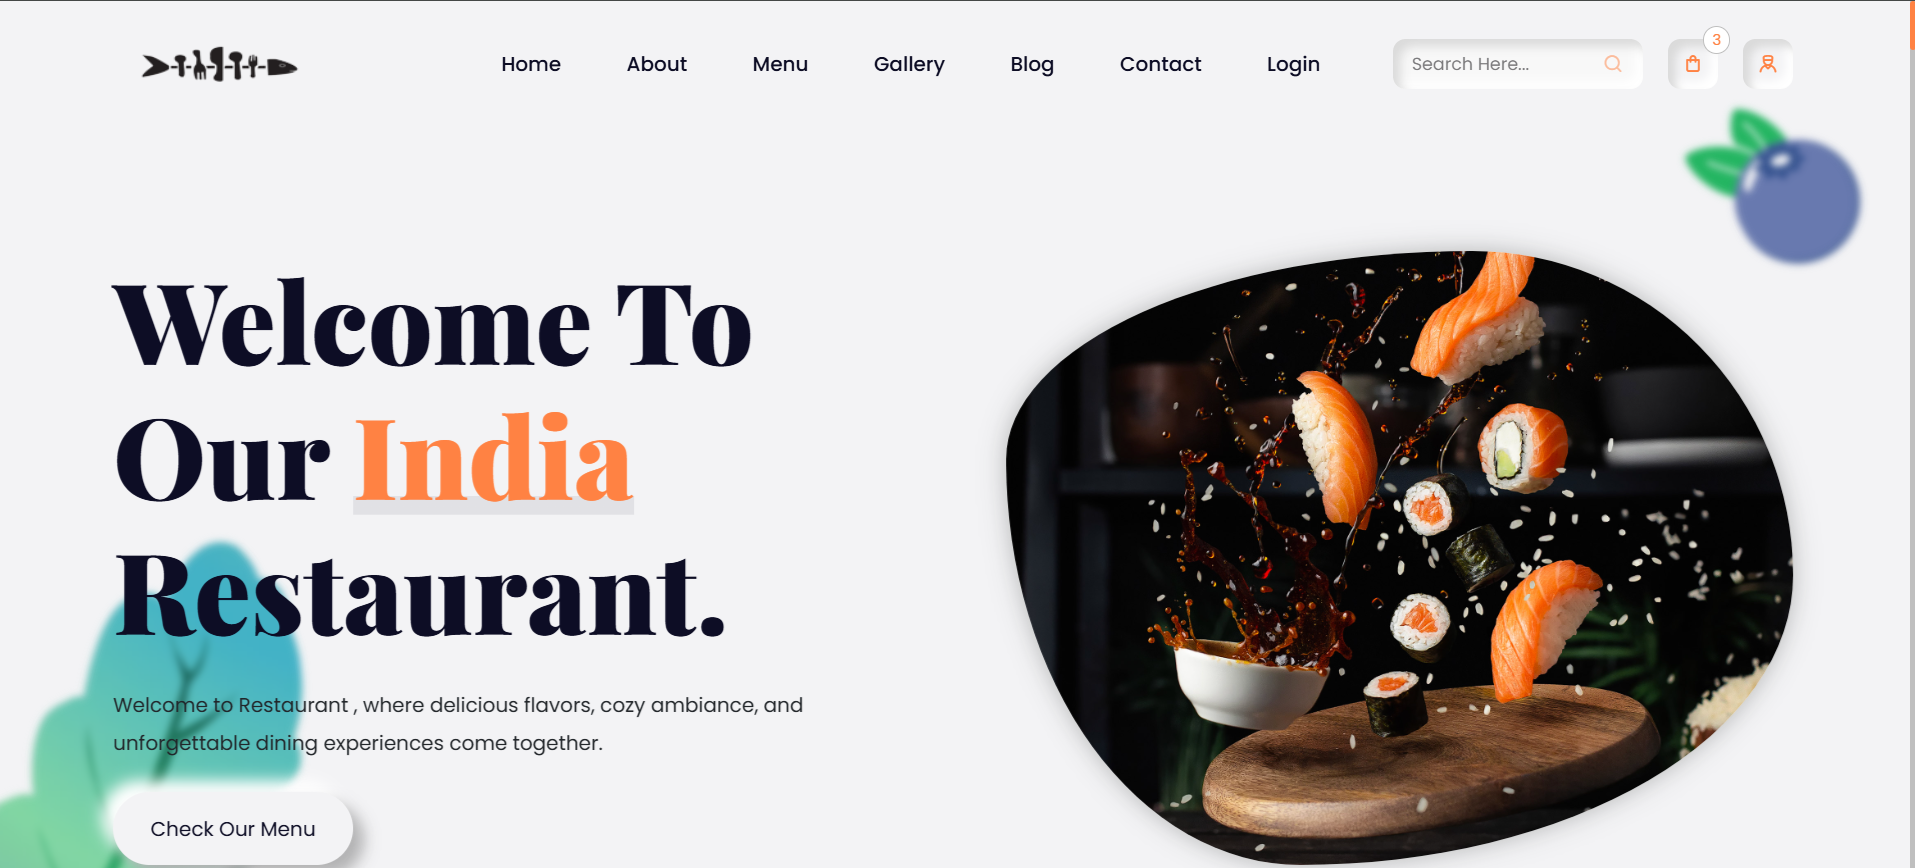 Home About Menu Gallery Blog Contact Login Search Here... 3
Welcome To
Our India
Restaurant.
Welcome to Restaurant , where delicious flavors, cozy ambiance, and
unforgettable dining experiences come together.
Check Our Menu